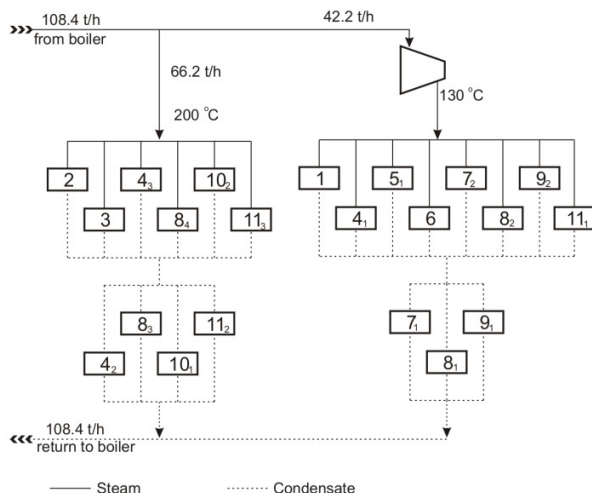 108.4 t/h
from boiler
42.2 t/h
66.2 t/h
200 °C
130 °C
2 4₃ 10₂
3 8₄ 11₃
1 5₁ 7₂ 9₂
4₁ 6 8₂ 11₁
8₃ 11₂
4₂ 10₁
7₁ 9₁
8₁
108.4 t/h
return to boiler
Steam
Condensate